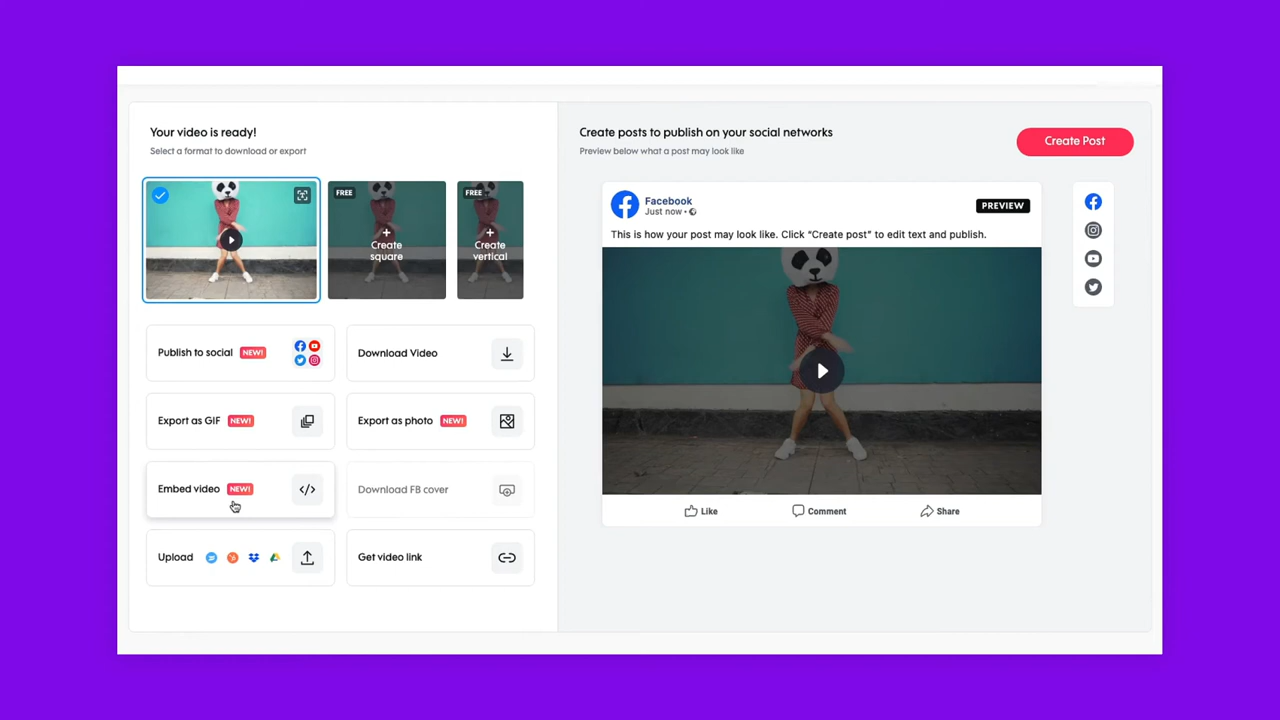 Your video is ready!
Select a format to download or export
FREE
+
Create
square
FREE
+
Create
vertical
Publish to social NEW!
Download Video
Export as GIF NEW!
Export as photo NEW!
Embed video NEW!
</>
Download FB cover
Upload
Get video link
Create posts to publish on your social networks
Preview below what a post may look like
Create Post
Facebook
Just now •
PREVIEW
This is how your post may look like. Click “Create post” to edit text and publish.
Like
Comment
Share